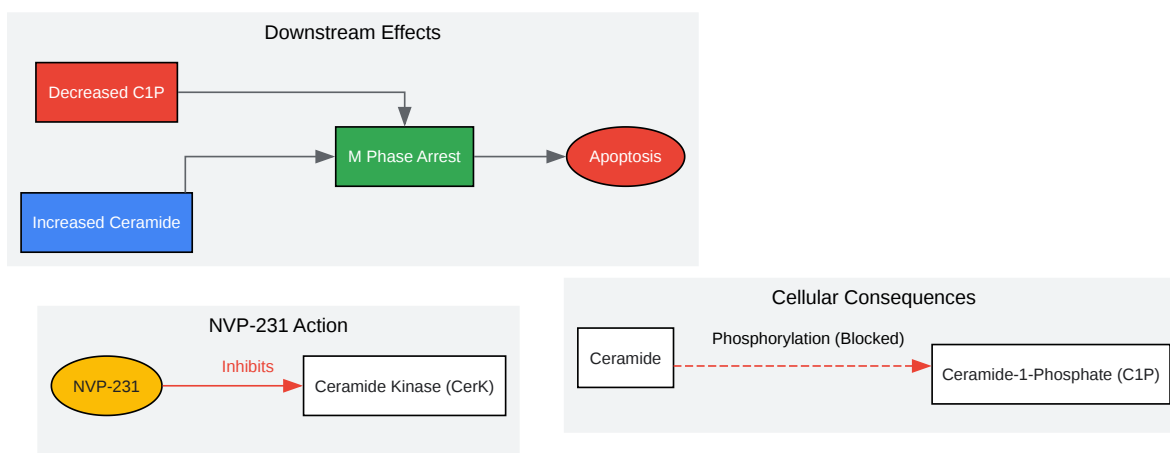 Downstream Effects
Decreased C1P
M Phase Arrest
Apoptosis
Increased Ceramide
NVP-231 Action
NVP-231
Inhibits
Ceramide Kinase (CerK)
Cellular Consequences
Ceramide
Phosphorylation (Blocked)
Ceramide-1-Phosphate (C1P)